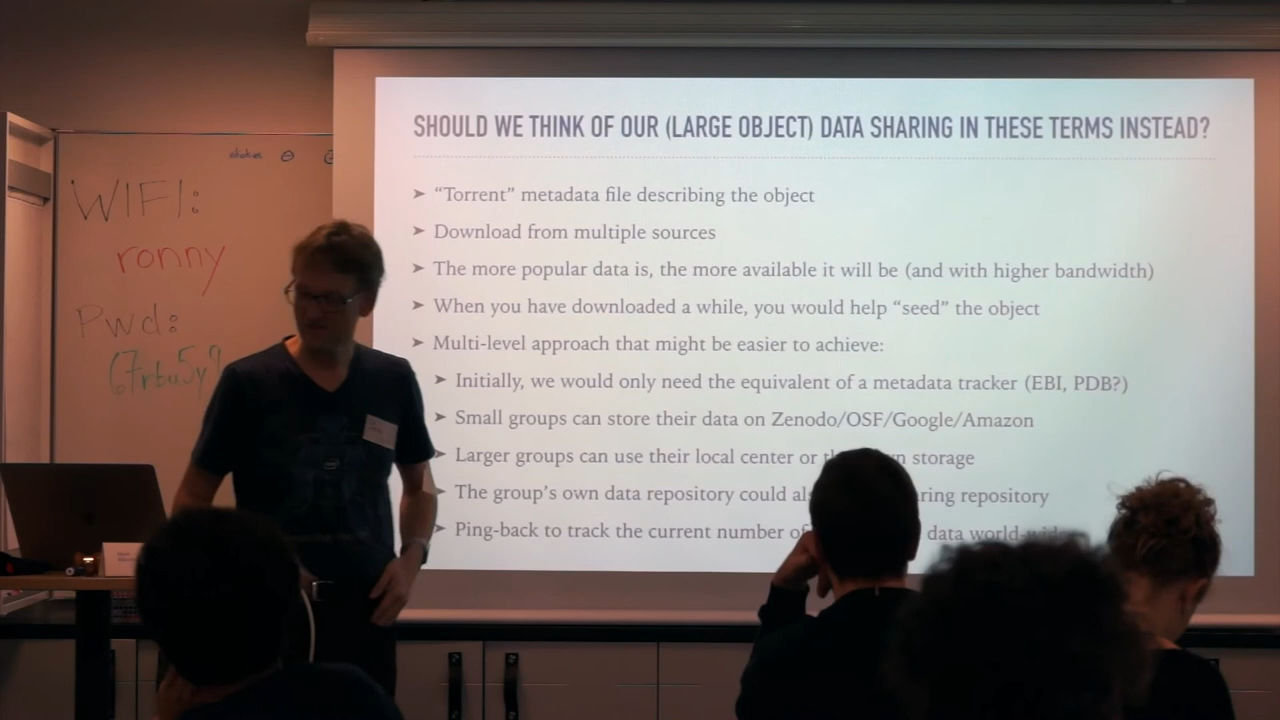 WIFI:
ronny
Pwd:
SHOULD WE THINK OF OUR (LARGE OBJECT) DATA SHARING IN THESE TERMS INSTEAD?
➤ “Torrent” metadata file describing the object
➤ Download from multiple sources
➤ The more popular data is, the more available it will be (and with higher bandwidth)
➤ When you have downloaded a while, you would help “seed” the object
➤ Multi-level approach that might be easier to achieve:
➤ Initially, we would only need the equivalent of a metadata tracker (EBI, PDB?)
➤ Small groups can store their data on Zenodo/OSF/Google/Amazon
➤ Larger groups can use their local center or storage
➤ The group’s own data repository could repository
➤ Ping-back to track the current number of data world-wide
intel